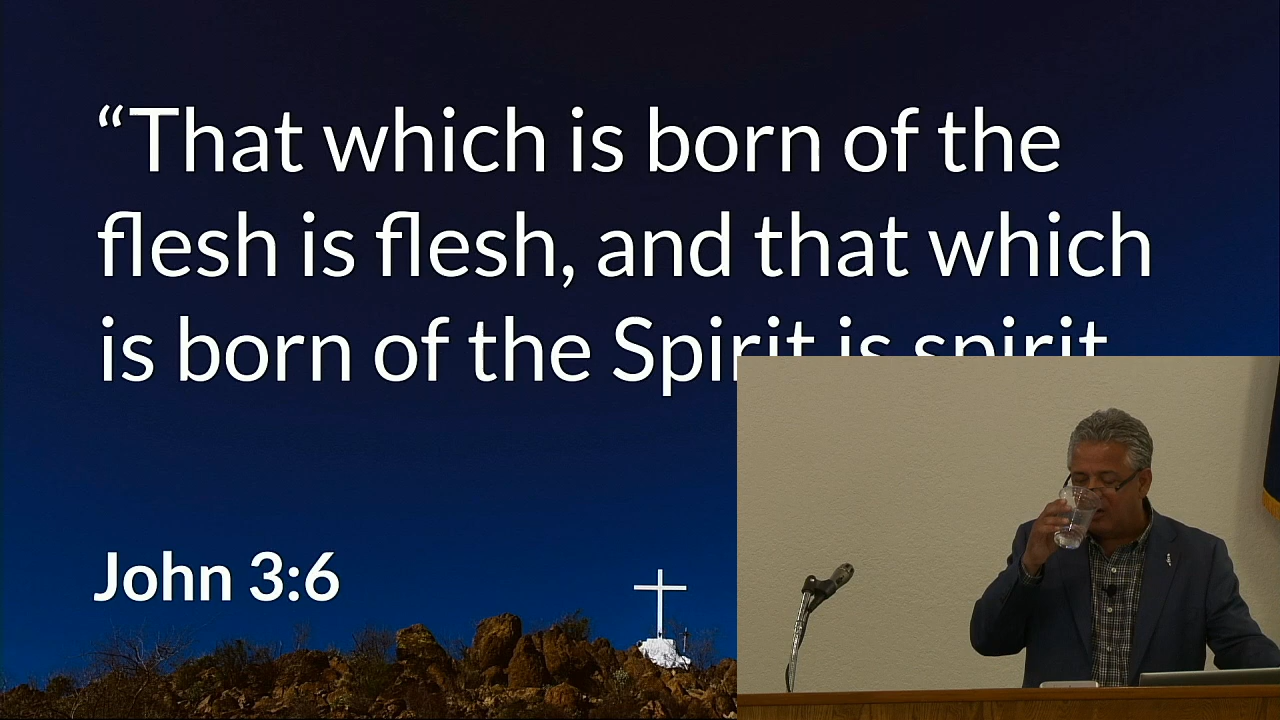 “That which is born of the
flesh is flesh, and that which
is born of the Spirit is spirit
John 3:6